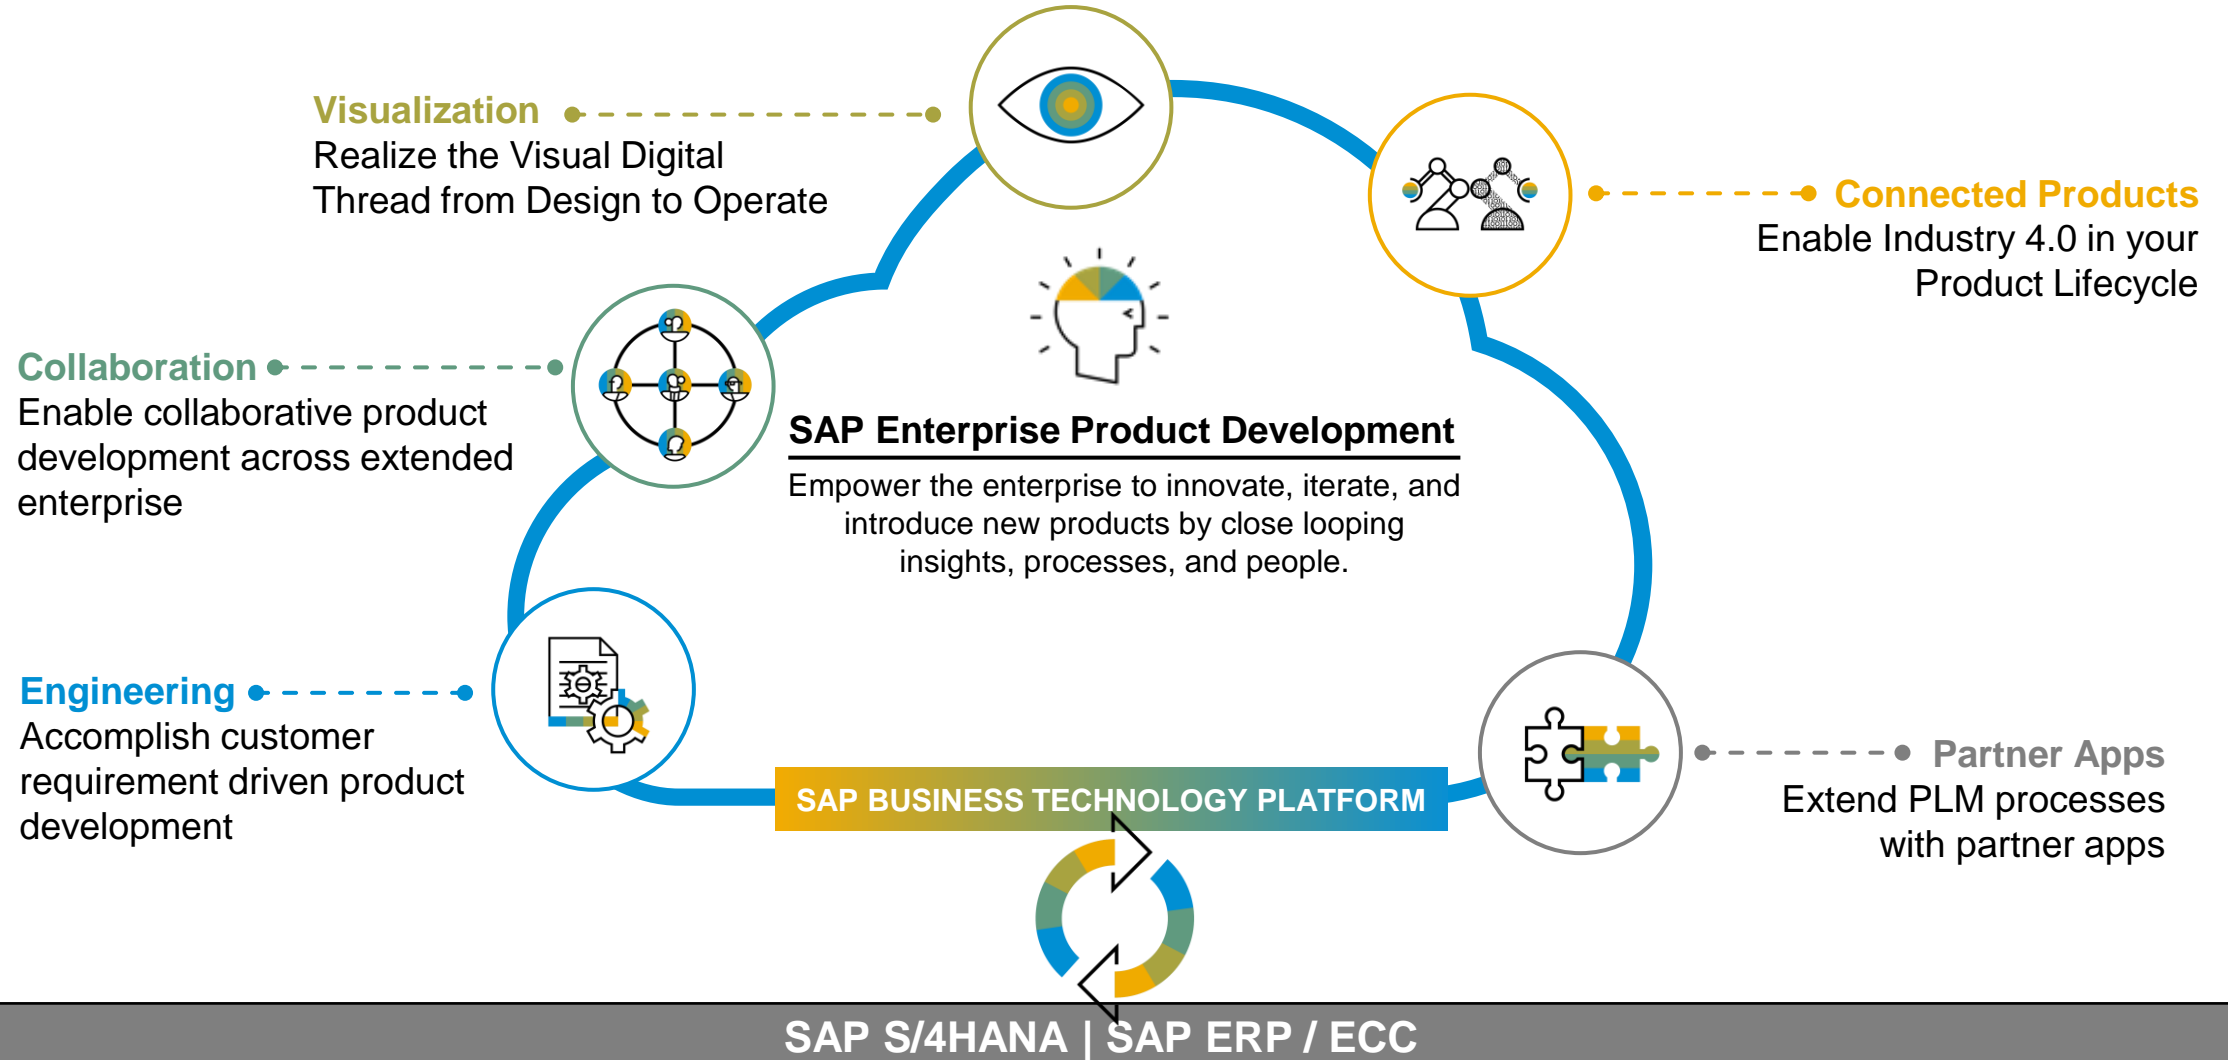 Visualization
Realize the Visual Digital
Thread from Design to Operate
Connected Products
Enable Industry 4.0 in your
Product Lifecycle
Collaboration
Enable collaborative product
development across extended
enterprise
SAP Enterprise Product Development
Empower the enterprise to innovate, iterate, and
introduce new products by close looping
insights, processes, and people.
Engineering
Accomplish customer
requirement driven product
development
Partner Apps
Extend PLM processes
with partner apps
SAP BUSINESS TECHNOLOGY PLATFORM
SAP S/4HANA | SAP ERP / ECC